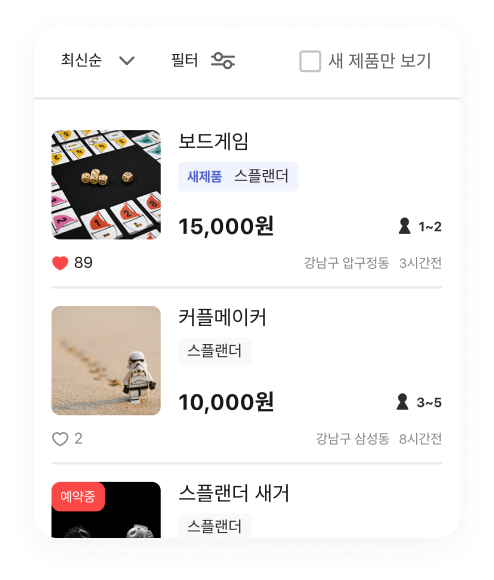 최신순 필터 새 제품만 보기
보드게임
새제품 스플랜더
15,000원 1~2
89 강남구 압구정동 3시간전
커플메이커
스플랜더
10,000원 3~5
2 강남구 삼성동 8시간전
예약중 스플랜더 새거
스플랜더